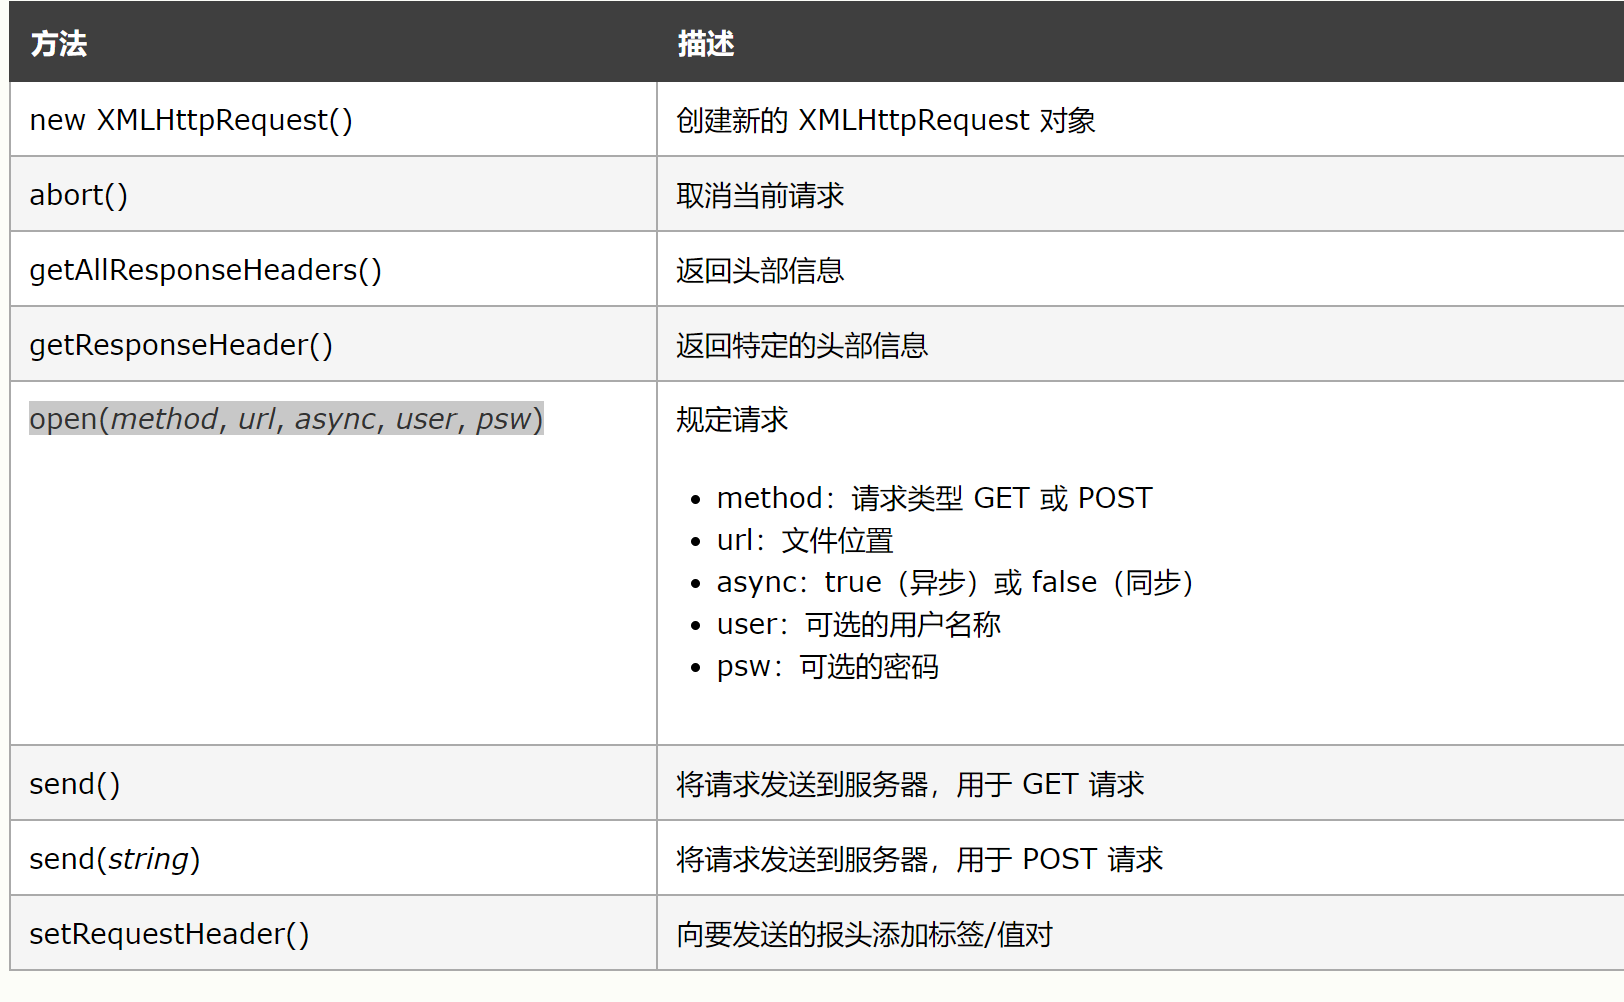 方法 描述
new XMLHttpRequest() 创建新的 XMLHttpRequest 对象
abort() 取消当前请求
getAllResponseHeaders() 返回头部信息
getResponseHeader() 返回特定的头部信息
open(method, url, async, user, psw) 规定请求
• method：请求类型 GET 或 POST
• url：文件位置
• async：true（异步）或 false（同步）
• user：可选的用户名称
• psw：可选的密码
send() 将请求发送到服务器，用于 GET 请求
send(string) 将请求发送到服务器，用于 POST 请求
setRequestHeader() 向要发送的报头添加标签/值对